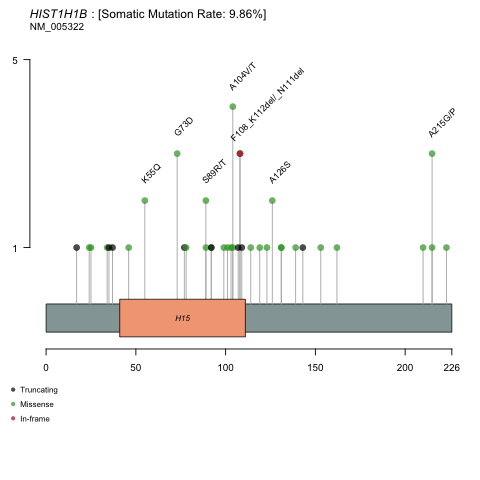 HIST1H1B : [Somatic Mutation Rate: 9.86%]
NM_005322
5
A104V/T
F108_K112del/_N111del
G73D
A215G/P
K55Q
S89R/T
A126S
1
H15
0 50 100 150 200 226
Truncating
Missense
In-frame